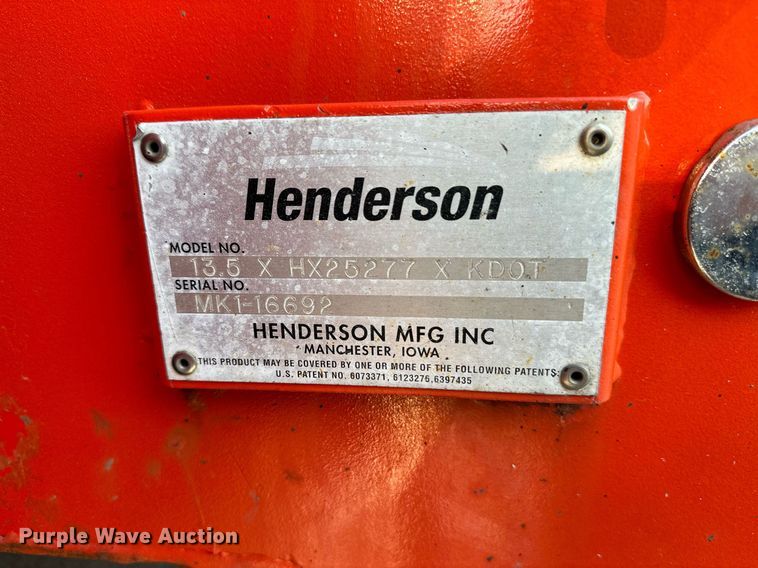 Henderson
MODEL NO.
13.5 X HX25277 X KDOT
SERIAL NO.
MK1-16692
HENDERSON MFG INC
MANCHESTER, IOWA
THIS PRODUCT MAY BE COVERED BY ONE OR MORE OF THE FOLLOWING PATENTS:
U.S. PATENT NO. 6073371, 6123276,6397435
Purple Wave Auction